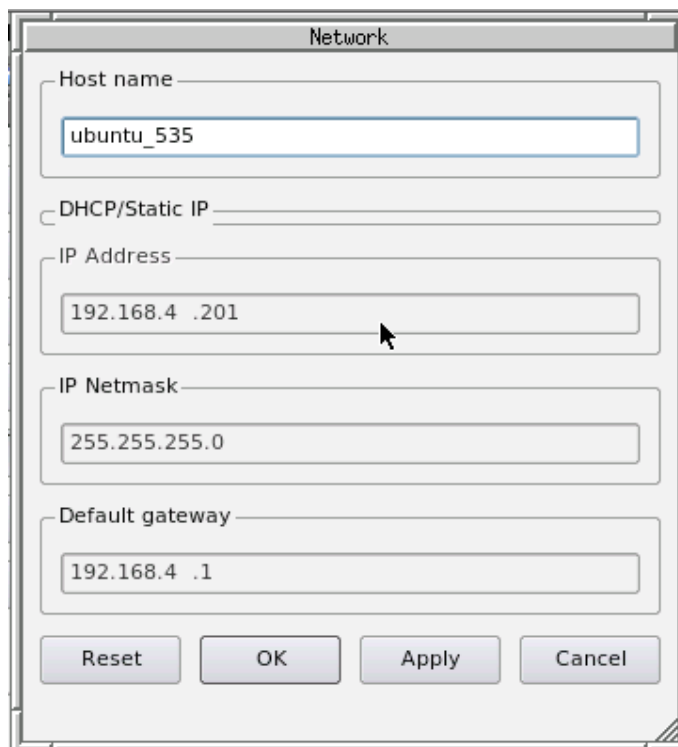 Network
Host name
ubuntu_535
DHCP/Static IP
IP Address
192.168.4  .201
IP Netmask
255.255.255.0
Default gateway
192.168.4  .1
Reset OK Apply Cancel